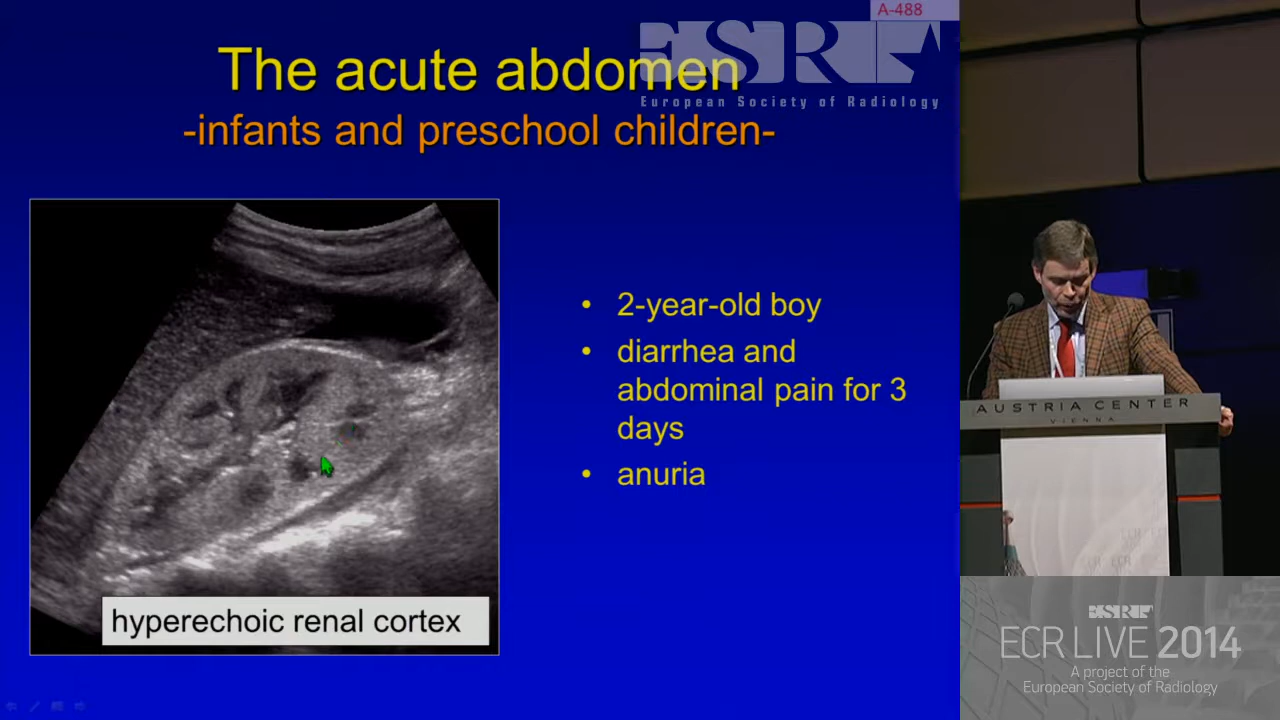 A-488
ESR
European Society of Radiology
The acute abdomen
-infants and preschool children-
• 2-year-old boy
• diarrhea and
abdominal pain for 3
days
• anuria
hyperechoic renal cortex
AUSTRIA CENTER
VIENNA
ESR
ECR LIVE 2014
A project of the
European Society of Radiology